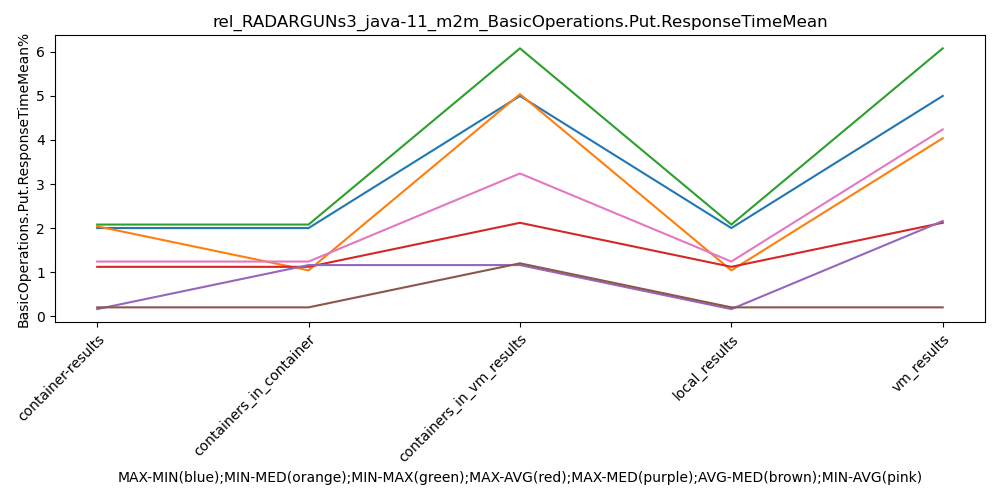 rel_RADARGUNs3_java-11_m2m_BasicOperations.Put.ResponseTimeMean
BasicOperations.Put.ResponseTimeMean%
6
5
4
3
2
1
0
container-results
containers_in_container
containers_in_vm_results
local_results
vm_results
MAX-MIN(blue);MIN-MED(orange);MIN-MAX(green);MAX-AVG(red);MAX-MED(purple);AVG-MED(brown);MIN-AVG(pink)